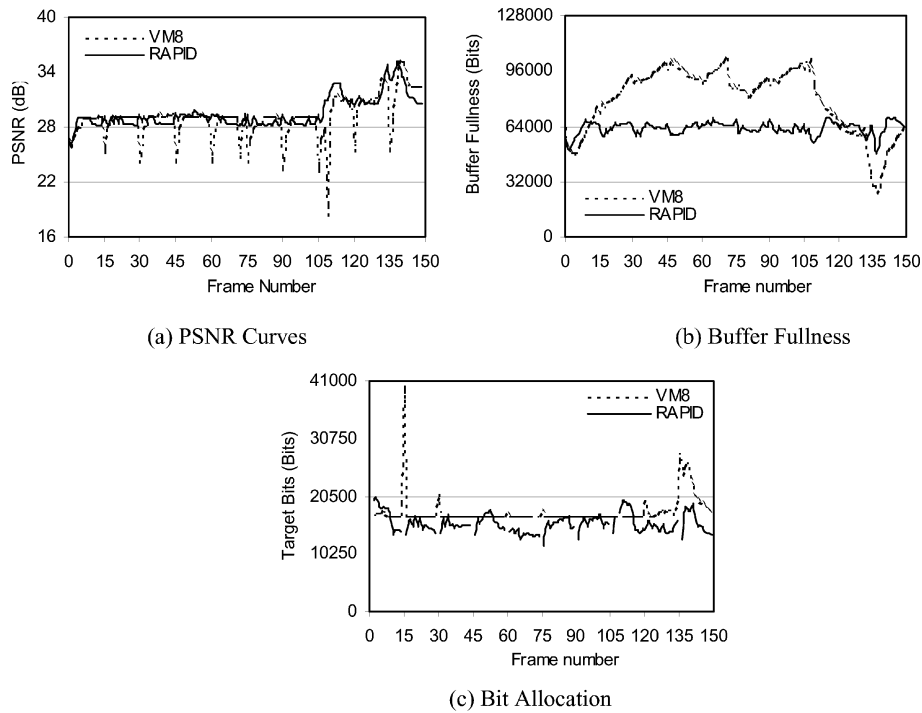 40
34
28
22
16
PSNR (dB)
VM8
RAPID
0 15 30 45 60 75 90 105 120 135 150
Frame Number
(a) PSNR Curves
128000
96000
64000
32000
0
Buffer Fullness (Bits)
VM8
RAPID
0 15 30 45 60 75 90 105 120 135 150
Frame number
(b) Buffer Fullness
41000
30750
20500
10250
0
Target Bits (Bits)
VM8
RAPID
0 15 30 45 60 75 90 105 120 135 150
Frame number
(c) Bit Allocation